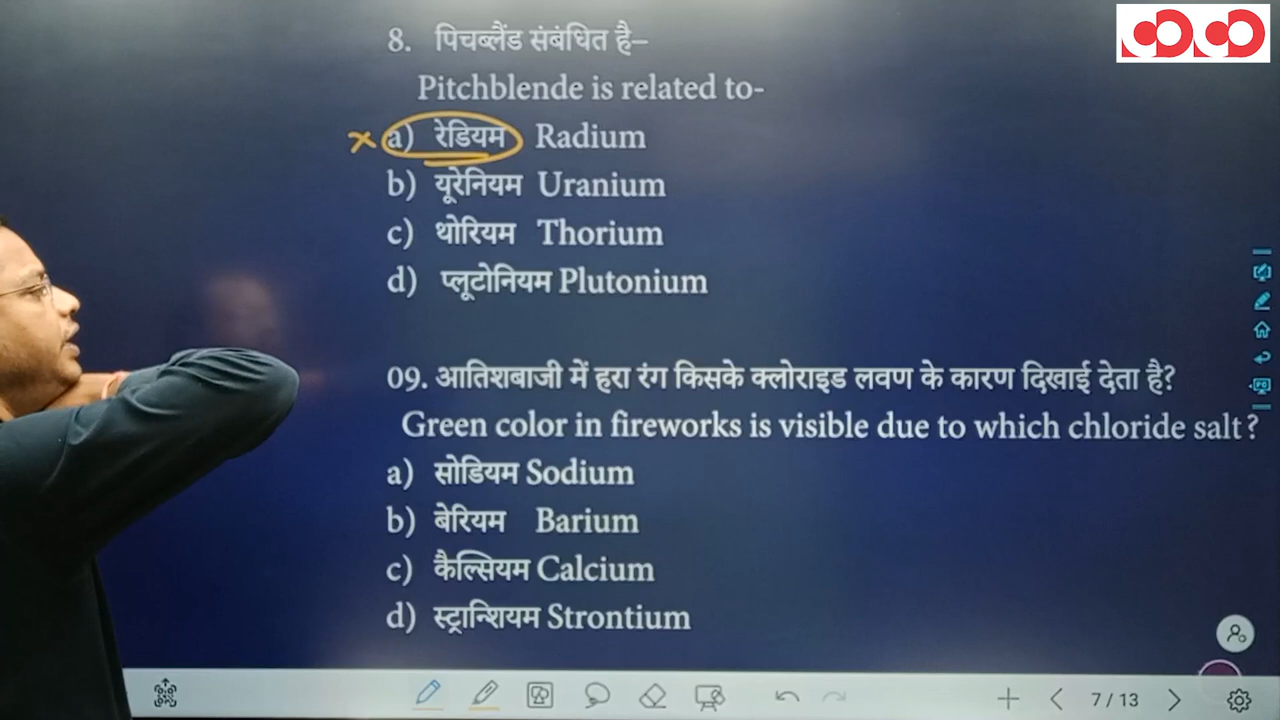 8. पिचब्लैंड संबंधित है–
Pitchblende is related to-
a) रेडियम Radium
b) यूरेनियम Uranium
c) थोरियम Thorium
d) प्लूटोनियम Plutonium
09. आतिशबाजी में हरा रंग किसके क्लोराइड लवण के कारण दिखाई देता है?
Green color in fireworks is visible due to which chloride salt?
a) सोडियम Sodium
b) बेरियम Barium
c) कैल्सियम Calcium
d) स्ट्रान्शियम Strontium
7 / 13